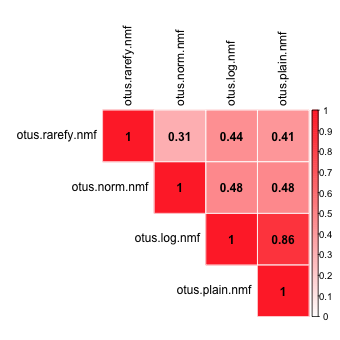 otus.rarefy.nmf
otus.norm.nmf
otus.log.nmf
otus.plain.nmf
otus.rarefy.nmf 1 0.31 0.44 0.41
otus.norm.nmf 1 0.48 0.48
otus.log.nmf 1 0.86
otus.plain.nmf 1
1
0.9
0.8
0.7
0.6
0.5
0.4
0.3
0.2
0.1
0